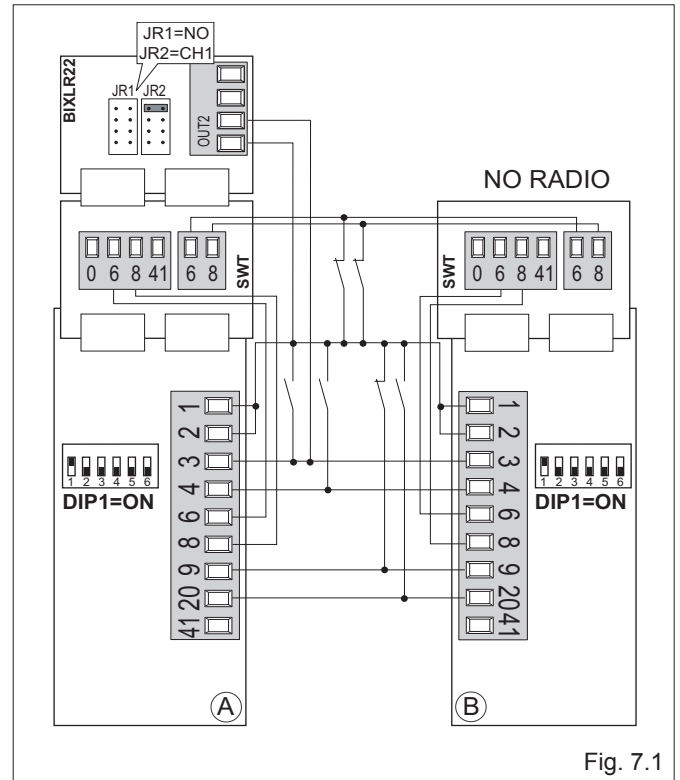 JR1=NO
JR2=CH1
BIXLR22
JR1 JR2
OUT2
NO RADIO
0 6 8 41 6 8
SWT
SWT
0 6 8 41 6 8
1
2
3
4
6
8
9
20
41
1 2 3 4 5 6
DIP1=ON
A
1
2
3
4
6
8
9
20
41
1 2 3 4 5 6
DIP1=ON
B
Fig. 7.1